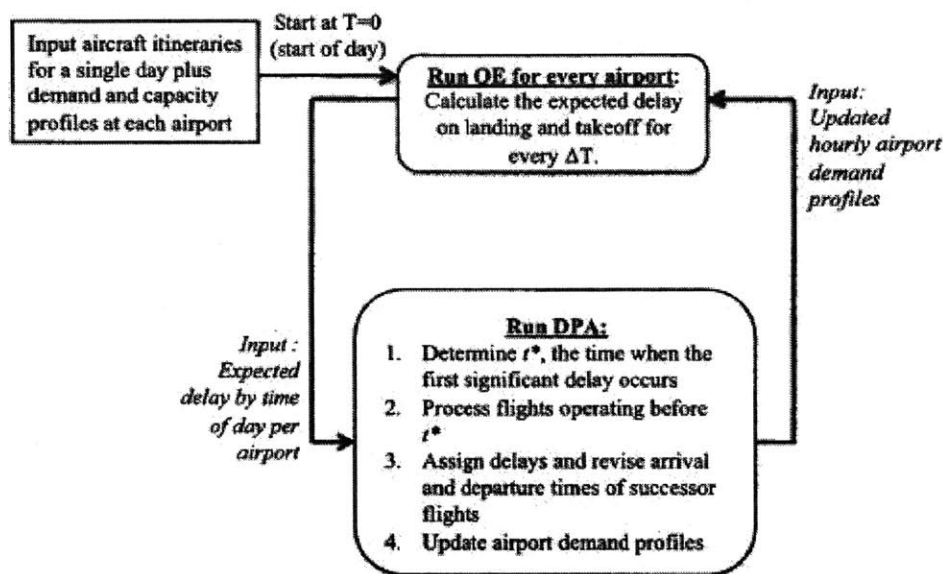 Input aircraft itineraries
for a single day plus
demand and capacity
profiles at each airport
Start at T=0
(start of day)
Run QE for every airport:
Calculate the expected delay
on landing and takeoff for
every ΔT.
Input:
Updated
hourly airport
demand
profiles
Input :
Expected
delay by time
of day per
airport
Run DPA:
1. Determine t*, the time when the
first significant delay occurs
2. Process flights operating before
t*
3. Assign delays and revise arrival
and departure times of successor
flights
4. Update airport demand profiles